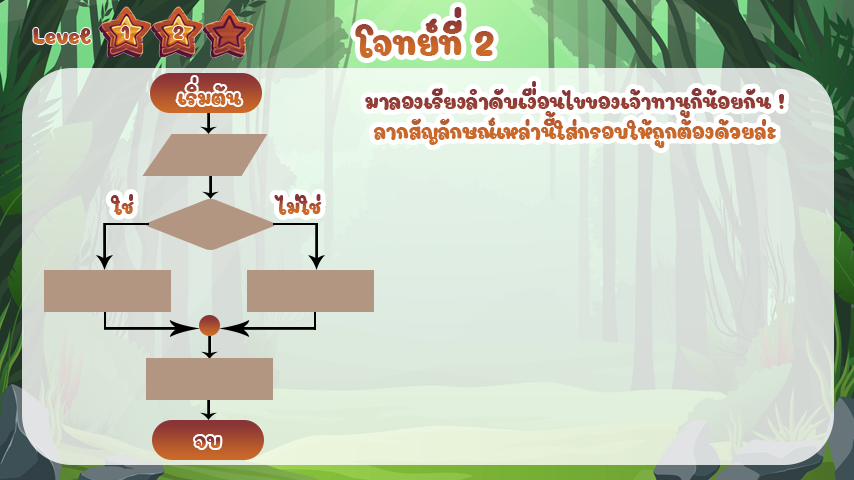 Level 1 2
โจทย์ที่ 2
เริ่มต้น
มาลองเรียงลำดับเงื่อนไขของเจ้าทานูกิน้อยกัน !
ลากสัญลักษณ์เหล่านี้ใส่กรอบให้ถูกต้องด้วยล่ะ
ใช่
ไม่ใช่
จบ